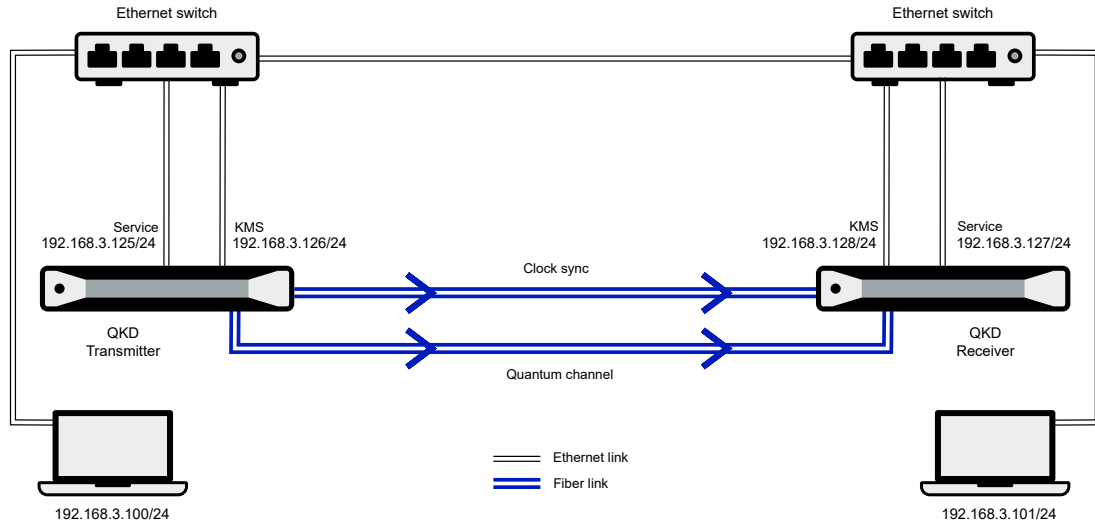 Ethernet switch
Ethernet switch
Service
192.168.3.125/24
KMS
192.168.3.126/24
KMS
192.168.3.128/24
Service
192.168.3.127/24
Clock sync
QKD
Transmitter
QKD
Receiver
Quantum channel
Ethernet link
Fiber link
192.168.3.100/24
192.168.3.101/24